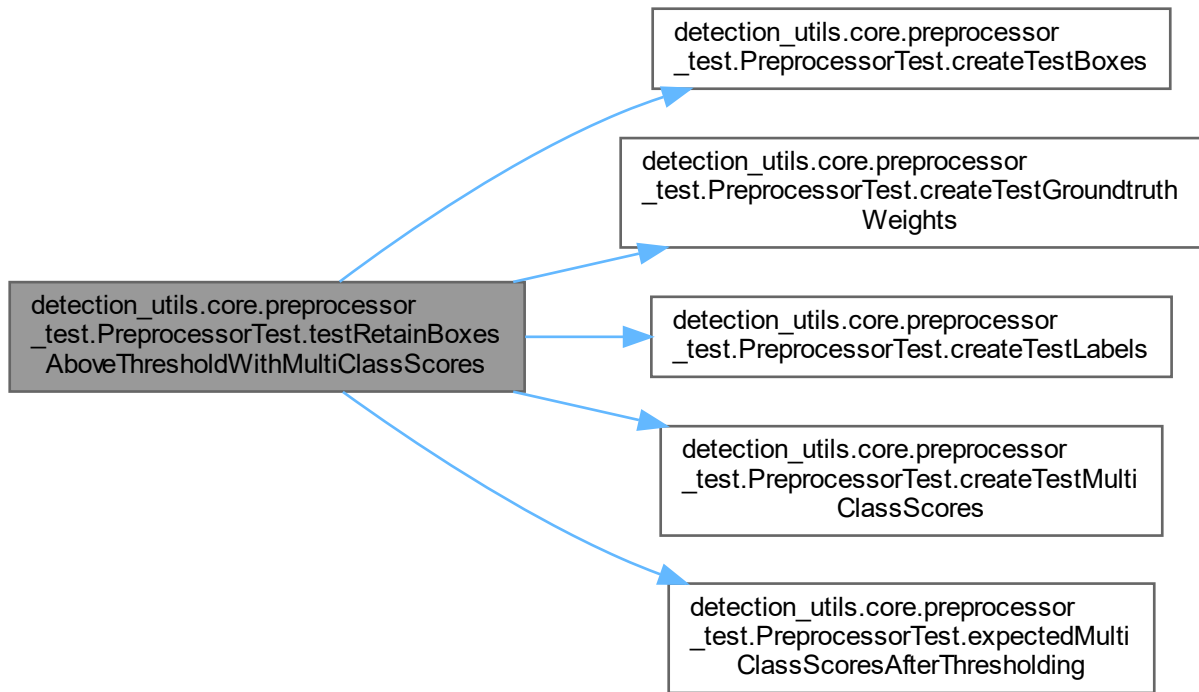 detection_utils.core.preprocessor
_test.PreprocessorTest.createTestBoxes
detection_utils.core.preprocessor
_test.PreprocessorTest.createTestGroundtruth
Weights
detection_utils.core.preprocessor
_test.PreprocessorTest.testRetainBoxes
AboveThresholdWithMultiClassScores
detection_utils.core.preprocessor
_test.PreprocessorTest.createTestLabels
detection_utils.core.preprocessor
_test.PreprocessorTest.createTestMulti
ClassScores
detection_utils.core.preprocessor
_test.PreprocessorTest.expectedMulti
ClassScoresAfterThresholding